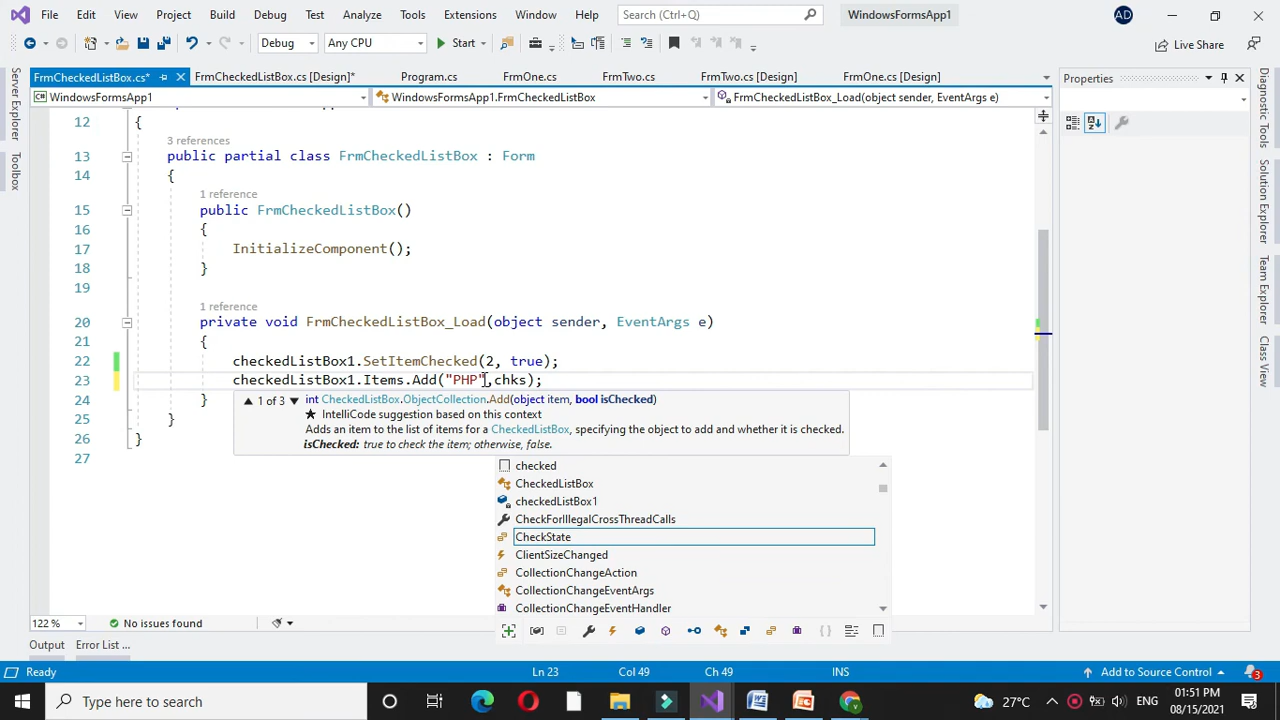 File Edit View Project Build Debug Test Analyze Tools Extensions Window Help Search (Ctrl+Q) WindowsFormsApp1 AD
Debug Any CPU Start Live Share
FrmCheckedListBox.cs* FrmCheckedListBox.cs [Design]* Program.cs FrmOne.cs FrmTwo.cs FrmTwo.cs [Design] FrmOne.cs [Design] Properties
WindowsFormsApp1 WindowsFormsApp1.FrmCheckedListBox FrmCheckedListBox_Load(object sender, EventArgs e)
Server Explorer
Toolbox
12 {
3 references
13 public partial class FrmCheckedListBox : Form
14 {
1 reference
15 public FrmCheckedListBox()
16 {
17 InitializeComponent();
18 }
19
1 reference
20 private void FrmCheckedListBox_Load(object sender, EventArgs e)
21 {
22 checkedListBox1.SetItemChecked(2, true);
23 checkedListBox1.Items.Add("PHP",chks);
24 }
25 }
26 }
27
1 of 3 int CheckedListBox.ObjectCollection.Add(object item, bool isChecked)
★ IntelliCode suggestion based on this context
Adds an item to the list of items for a CheckedListBox, specifying the object to add and whether it is checked.
isChecked: true to check the item; otherwise, false.
checked
CheckedListBox
checkedListBox1
CheckForIllegalCrossThreadCalls
CheckState
ClientSizeChanged
CollectionChangeAction
CollectionChangeEventArgs
CollectionChangeEventHandler
Diagnostic Tools
Solution Explorer
Team Explorer
Class View
122 % No issues found
Output Error List ...
Ready Ln 23 Col 49 Ch 49 INS Add to Source Control 3
Type here to search 27°C ENG 01:51 PM
08/15/2021